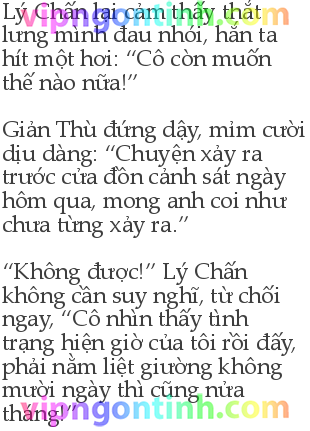 Lý Chấn lại cảm thấy thắt
lưng mình đau nhói, hắn ta
hít một hơi: “Cô còn muốn
thế nào nữa!”
Giản Thù đứng dậy, mỉm cười
dịu dàng: “Chuyện xảy ra
trước cửa đồn cảnh sát ngày
hôm qua, mong anh coi như
chưa từng xảy ra.”
“Không được!” Lý Chấn
không cần suy nghĩ, từ chối
ngay, “Cô nhìn thấy tình
trạng hiện giờ của tôi rồi đấy,
phải nằm liệt giường không
mười ngày thì cũng nửa
tháng!”
vipngontinh.com
vipngontinh.com